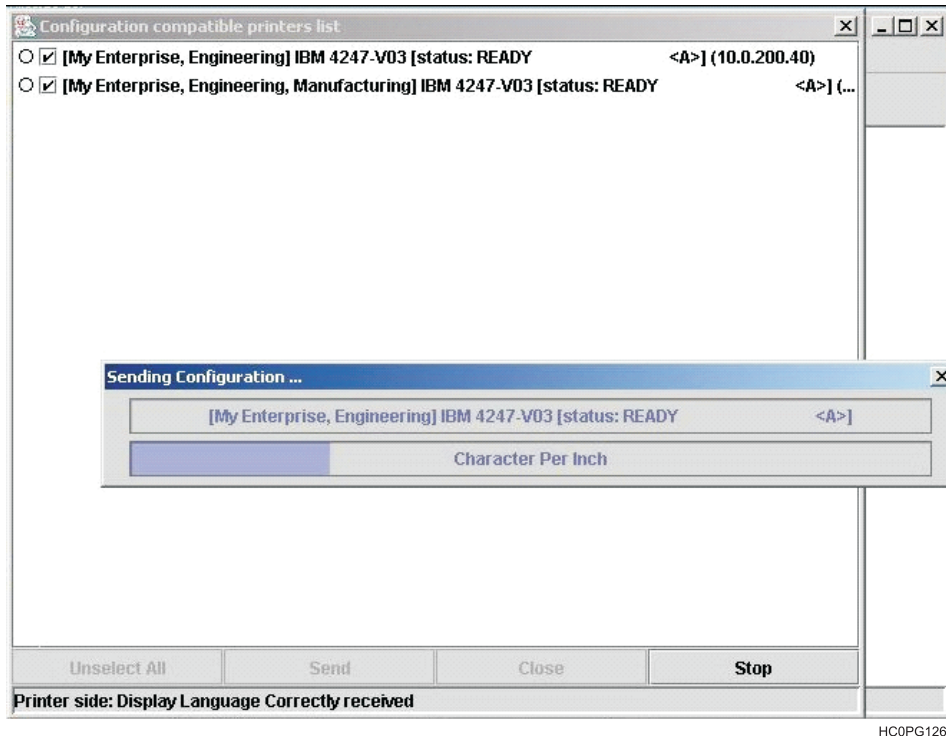 Configuration compatible printers list
[My Enterprise, Engineering] IBM 4247-V03 [status: READY <A>] (10.0.200.40)
[My Enterprise, Engineering, Manufacturing] IBM 4247-V03 [status: READY <A>] (...
Sending Configuration ...
[My Enterprise, Engineering] IBM 4247-V03 [status: READY <A>]
Character Per Inch
Unselect All Send Close Stop
Printer side: Display Language Correctly received
HC0PG126